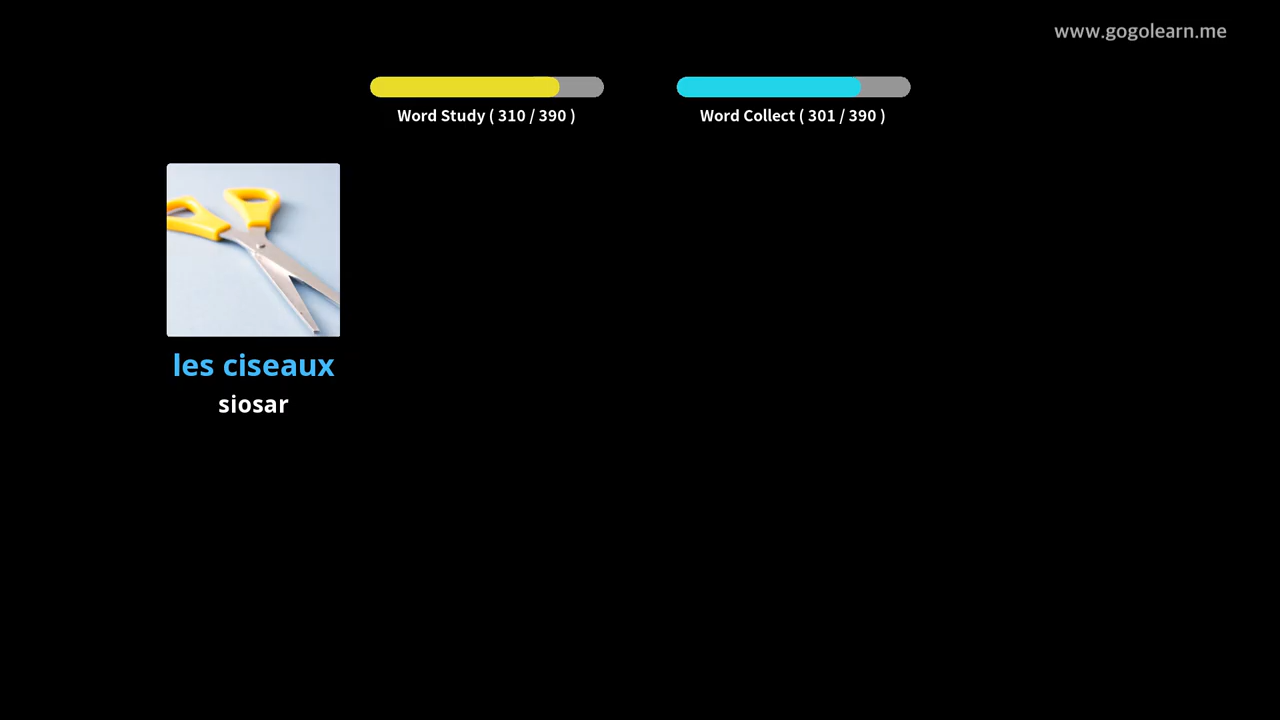 www.gogolearn.me
Word Study ( 310 / 390 )
Word Collect ( 301 / 390 )
les ciseaux
siosar